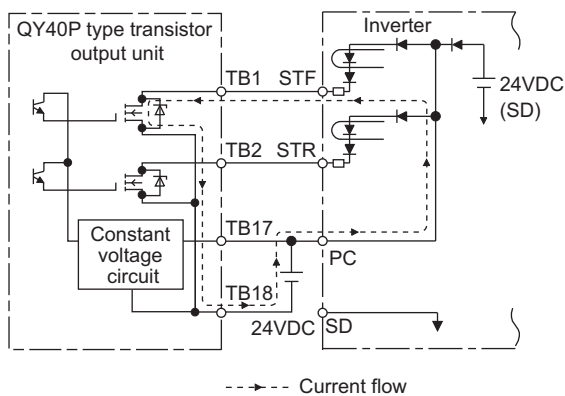 QY40P type transistor
output unit
Inverter
TB1 STF
24VDC
(SD)
TB2 STR
TB17
Constant
voltage
circuit
PC
TB18
24VDC SD
Current flow